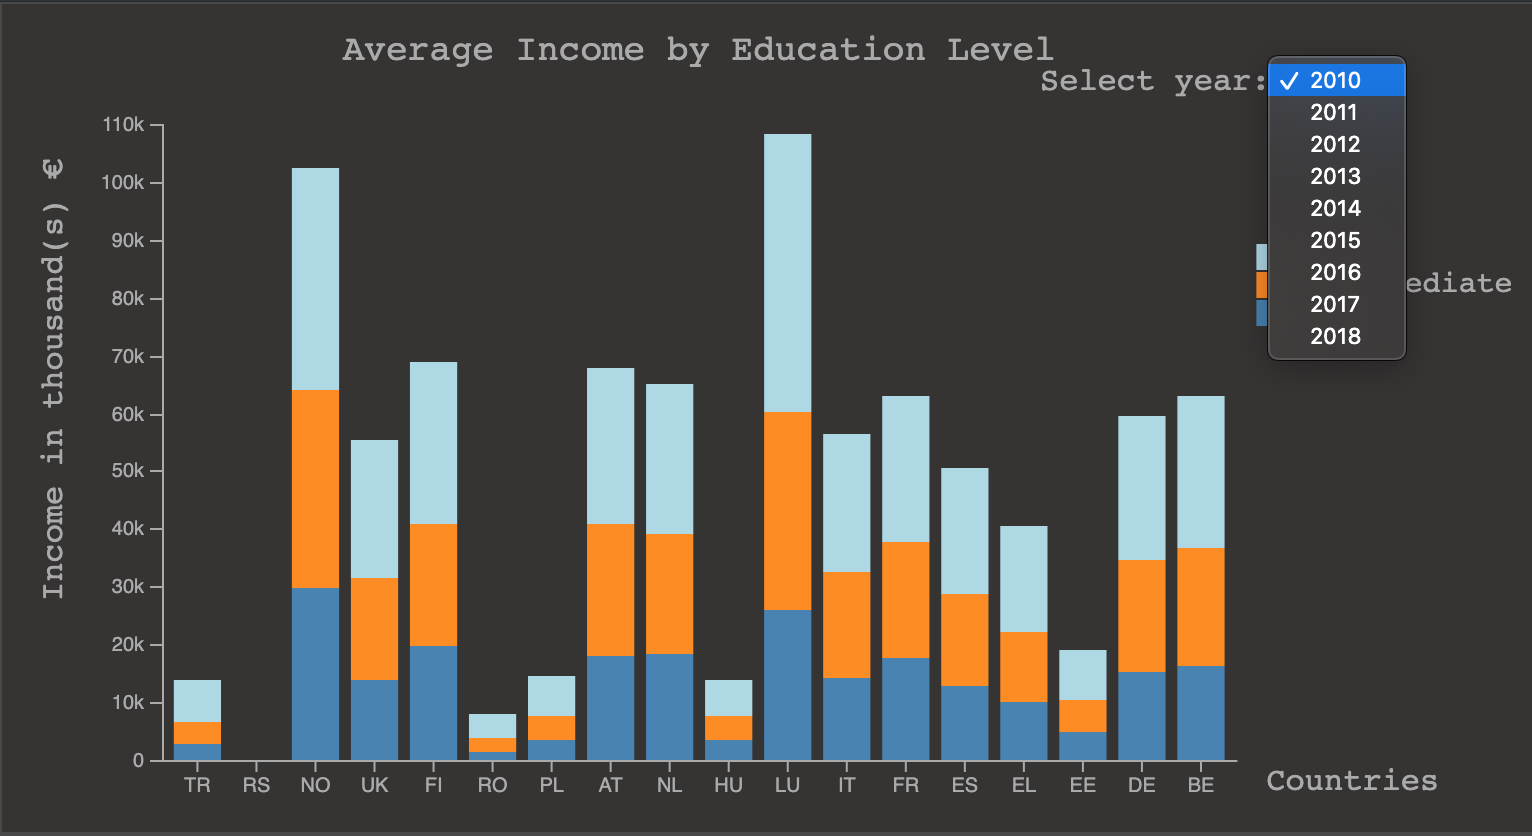 Average Income by Education Level
Select year:
✓ 2010
2011
2012
2013
2014
2015
2016
2017
2018
ediate
Income in thousand(s) €
110k
100k
90k
80k
70k
60k
50k
40k
30k
20k
10k
0
TR RS NO UK FI RO PL AT NL HU LU IT FR ES EL EE DE BE
Countries